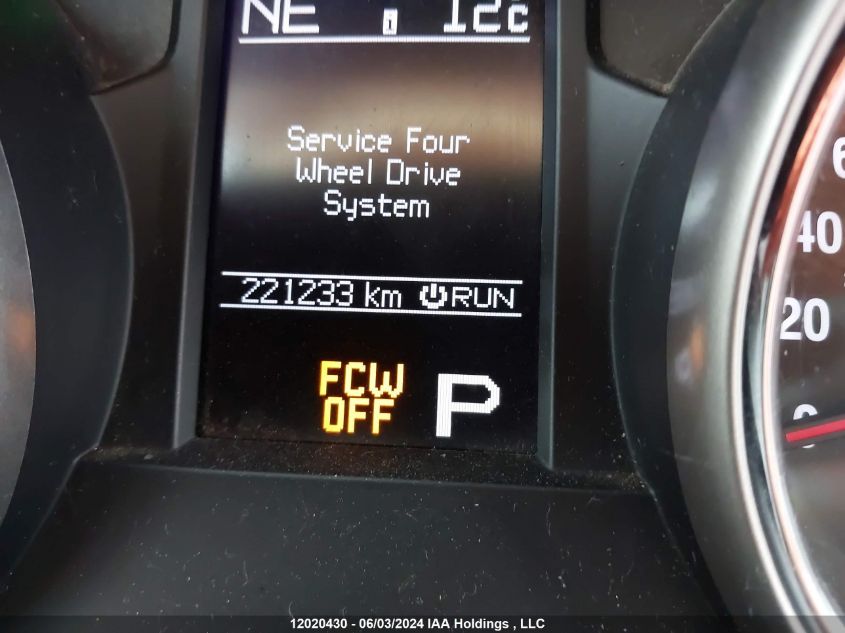 NE 12c
Service Four
Wheel Drive
System
221233 km RUN
FCW
OFF
P
40
20
0
12020430 - 06/03/2024 IAA Holdings , LLC